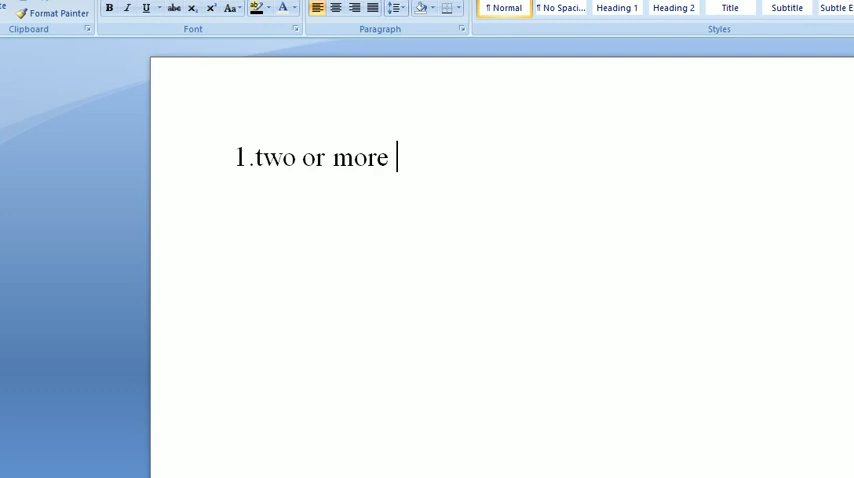 Format Painter B I U abc x₂ x² Aa A ¶ Normal ¶ No Spaci... Heading 1 Heading 2 Title Subtitle Subtle E
Clipboard Font Paragraph Styles
1.two or more